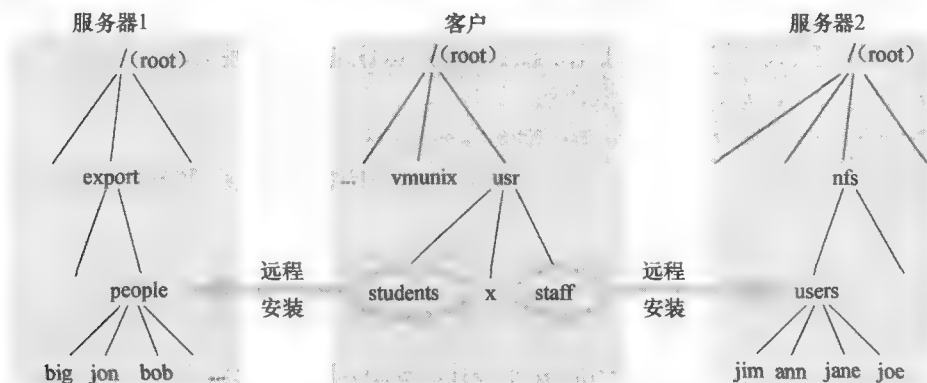 服务器1 客户 服务器2
/(root) /(root) /(root)
export ... vmunix usr nfs
远程 远程
people students x staff users
安装 安装
big jon bob ... jim ann jane joe